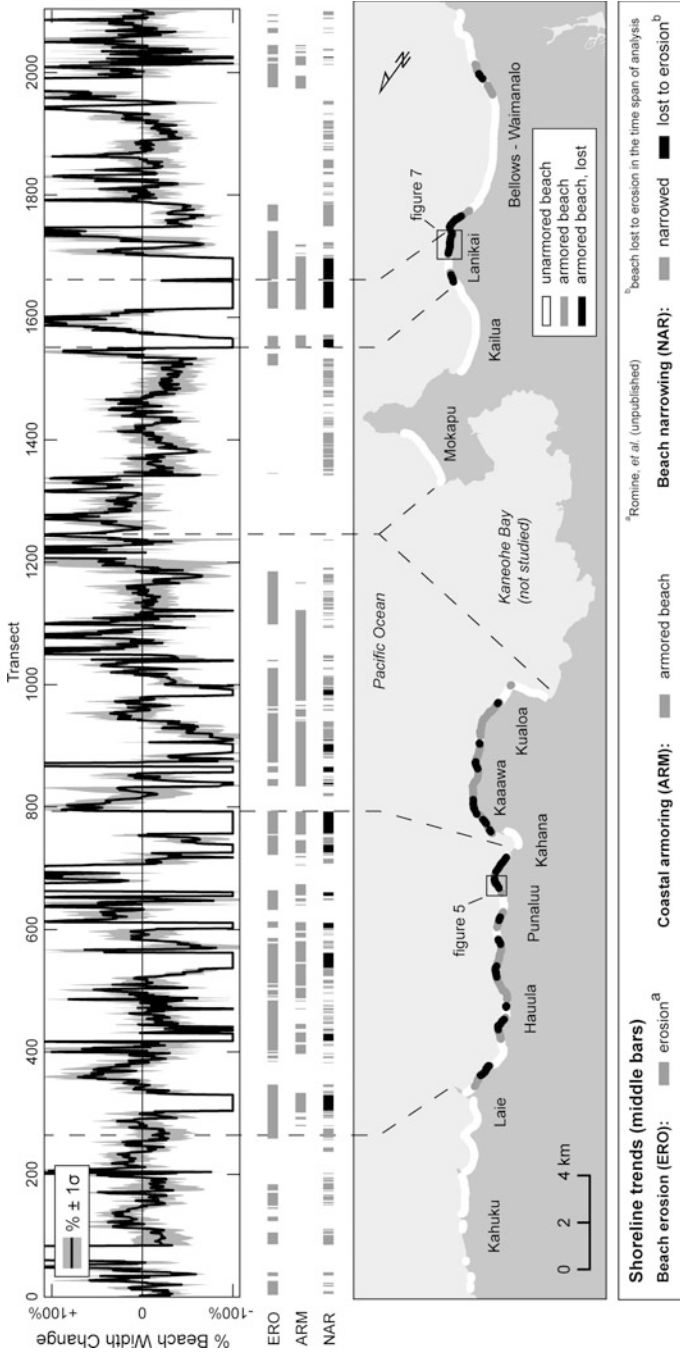 Transect
0
200
400
600
800
1000
1200
1400
1600
1800
2000
% Beach Width Change
+100%
0
-100%
% ± 1σ
ERO
ARM
NAR
Pacific Ocean
N
Kahuku
Laie
Hauula
Punaluu
figure 5
Kahana
Kaaawa
Kualoa
Kaneohe Bay
(not studied)
Mokapu
Kailua
Lanikai
figure 7
Bellows - Waimanalo
unarmored beach
armored beach
armored beach, lost
0 2 4 km
Shoreline trends (middle bars)
ᵃRomine, et al. (unpublished)
ᵇbeach lost to erosion in the time span of analysis
Beach erosion (ERO): erosionᵃ
Coastal armoring (ARM): armored beach
Beach narrowing (NAR): narrowed lost to erosionᵇ